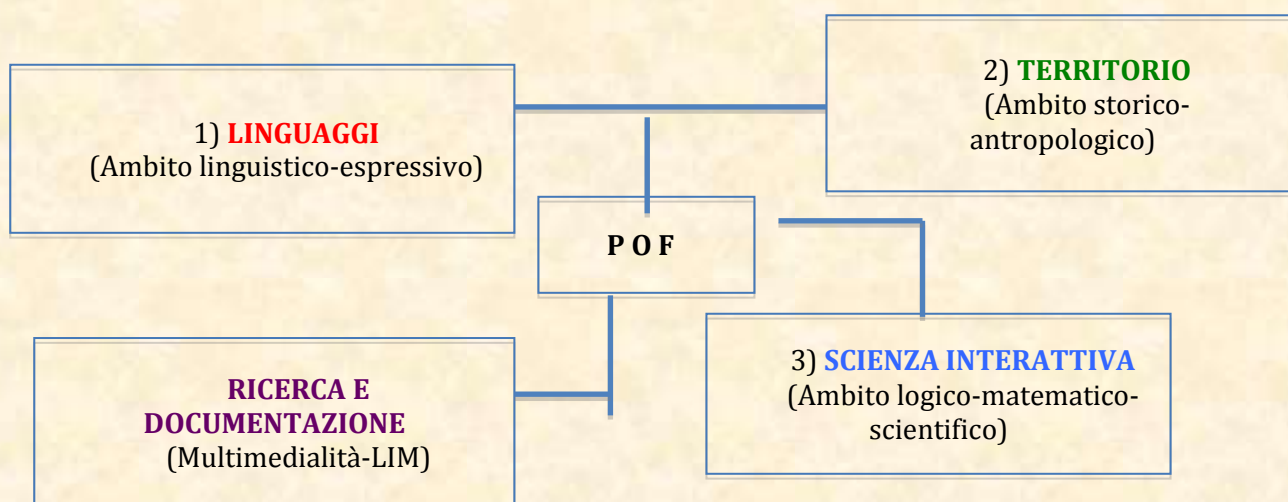 1) LINGUAGGI
(Ambito linguistico-espressivo)
2) TERRITORIO
(Ambito storico-
antropologico)
P O F
RICERCA E
DOCUMENTAZIONE
(Multimedialità-LIM)
3) SCIENZA INTERATTIVA
(Ambito logico-matematico-
scientifico)